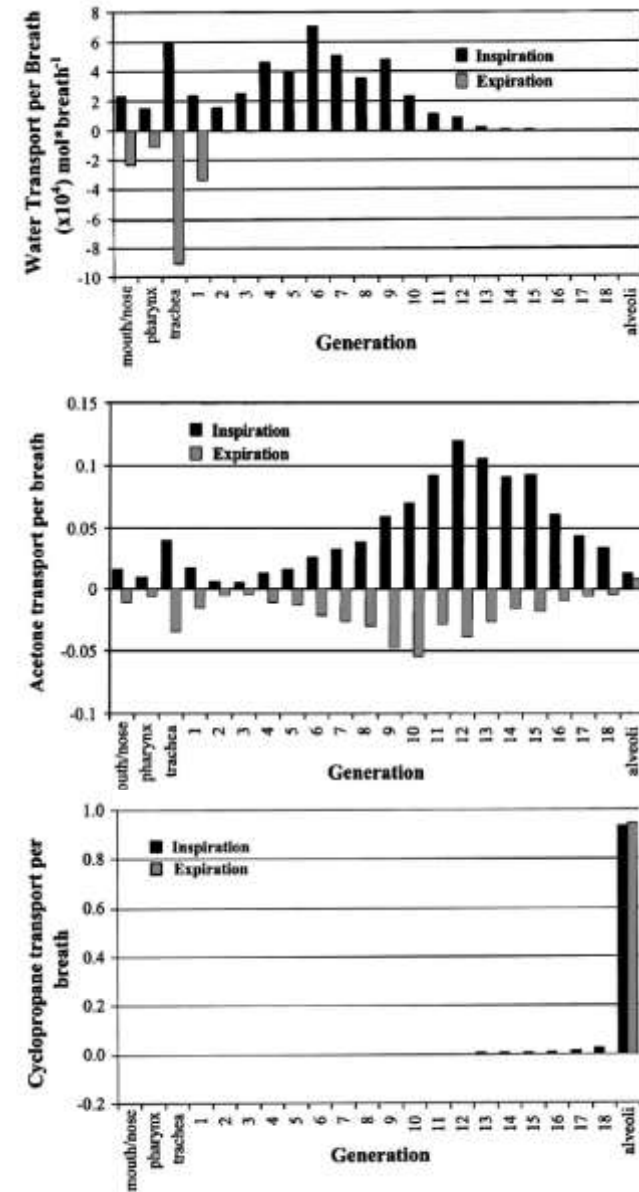 Water Transport per Breath
(x10⁴) mol*breath⁻¹
8
6
4
2
0
-2
-4
-6
-8
-10
Inspiration
Expiration
mouth/nose
pharynx
trachea
1
2
3
4
5
6
7
8
9
10
11
12
13
14
15
16
17
18
alveoli
Generation
Acetone transport per breath
0.15
0.1
0.05
0
-0.05
-0.1
Inspiration
Expiration
outh/nose
pharynx
trachea
1
2
3
4
5
6
7
8
9
10
11
12
13
14
15
16
17
18
alveoli
Generation
Cyclopropane transport per
breath
1.0
0.8
0.6
0.4
0.2
0.0
-0.2
Inspiration
Expiration
mouth/nose
pharynx
trachea
1
2
3
4
5
6
7
8
9
10
11
12
13
14
15
16
17
18
alveoli
Generation